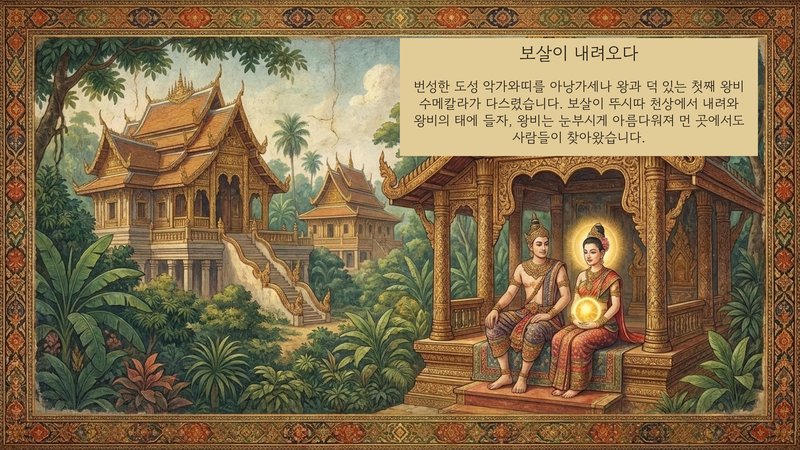 보살이 내려오다
번성한 도성 악가와띠를 아낭가세나 왕과 덕 있는 첫째 왕비
수메칼라가 다스렸습니다. 보살이 뚜시따 천상에서 내려와
왕비의 태에 들자, 왕비는 눈부시게 아름다워져 먼 곳에서도
사람들이 찾아왔습니다.